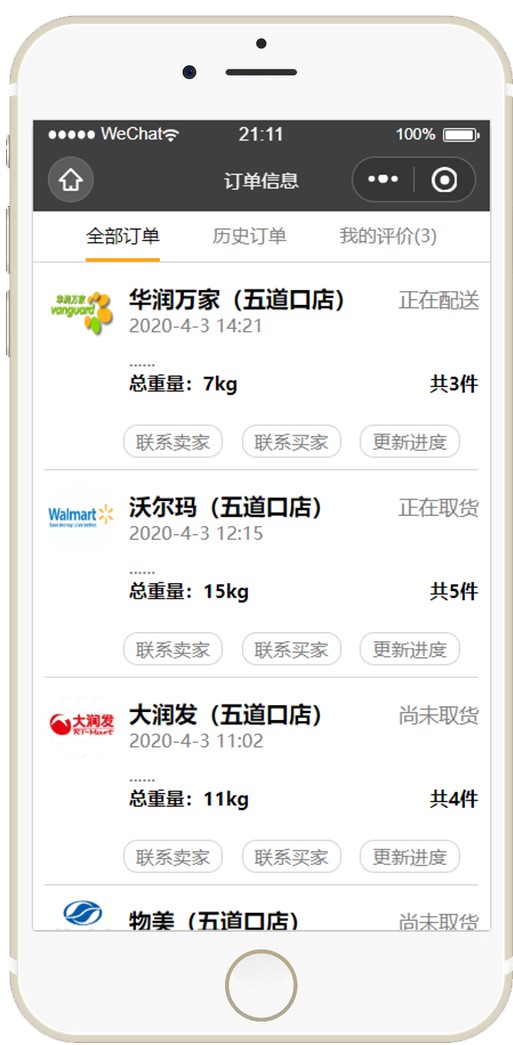 WeChat 21:11 100%
订单信息
全部订单 历史订单 我的评价(3)
华润万家
vanguard
华润万家（五道口店） 正在配送
2020-4-3 14:21
......
总重量：7kg 共3件
联系卖家 联系买家 更新进度
Walmart
Save money. Live better.
沃尔玛（五道口店） 正在取货
2020-4-3 12:15
......
总重量：15kg 共5件
联系卖家 联系买家 更新进度
大润发
RT-Mart
大润发（五道口店） 尚未取货
2020-4-3 11:02
......
总重量：11kg 共4件
联系卖家 联系买家 更新进度
物美（五道口店） 尚未取货